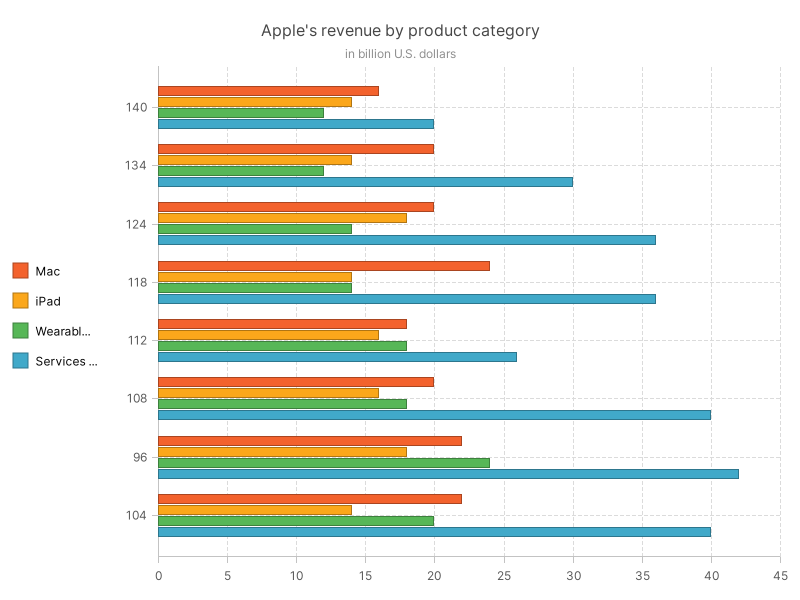 Apple's revenue by product category
in billion U.S. dollars
140
134
124
118
112
108
96
104
Mac
iPad
Wearabl...
Services ...
0 5 10 15 20 25 30 35 40 45